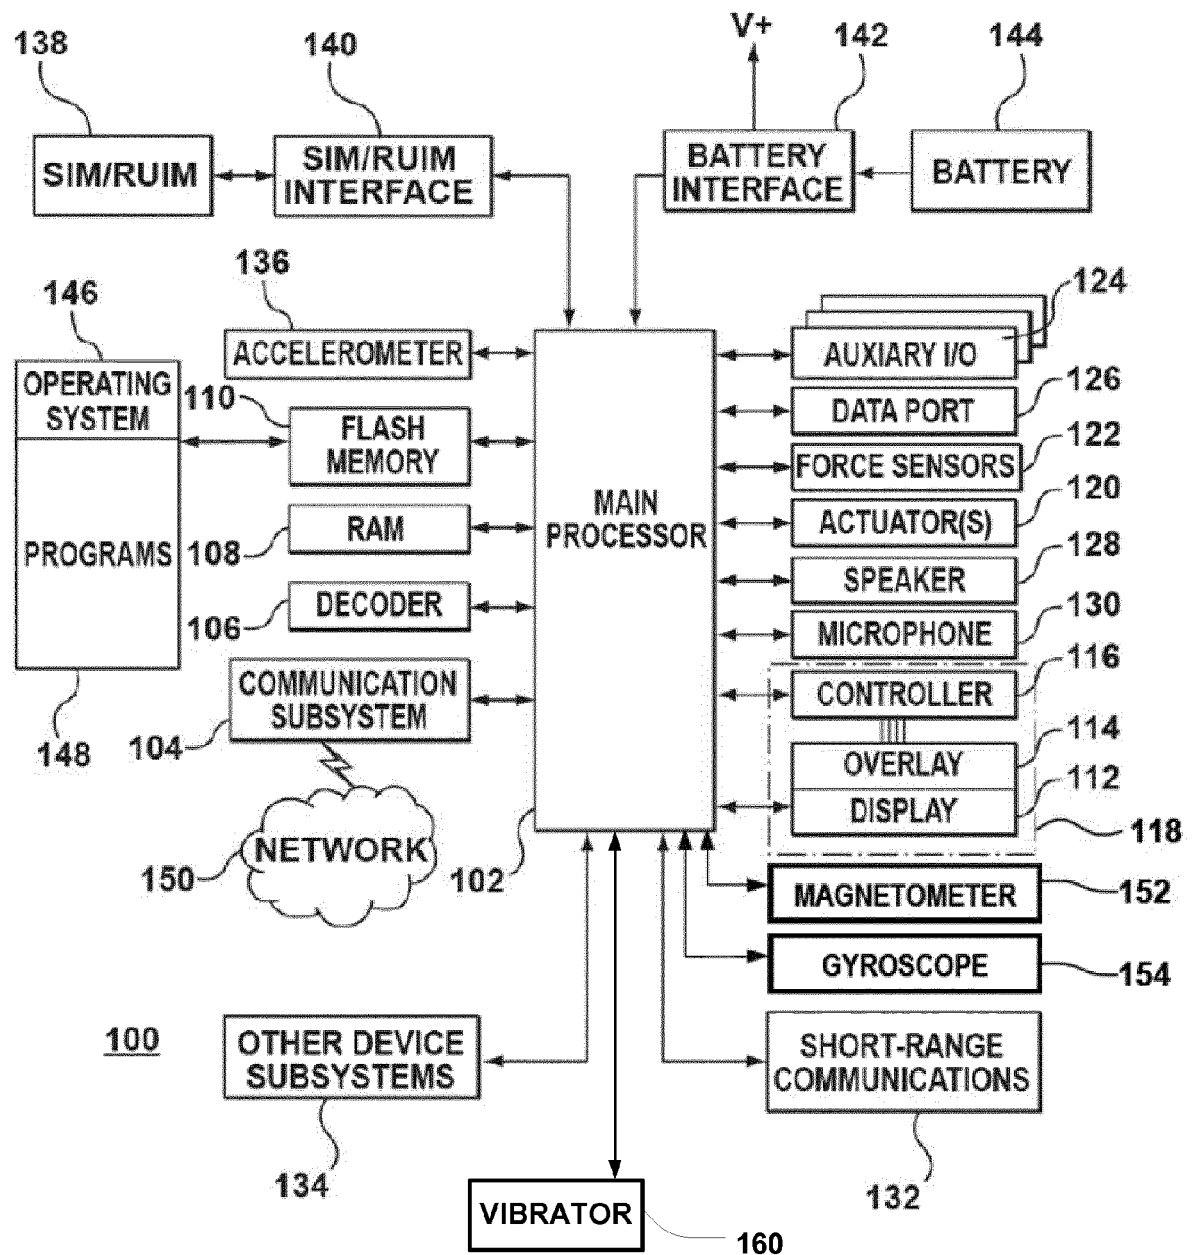 V+
138
140
142
144
SIM/RUIM
SIM/RUIM
INTERFACE
BATTERY
INTERFACE
BATTERY
136
124
146
ACCELEROMETER
AUXIARY I/O
OPERATING
SYSTEM
110
126
FLASH
MEMORY
DATA PORT
122
FORCE SENSORS
MAIN
PROCESSOR
120
RAM
ACTUATOR(S)
PROGRAMS
108
128
DECODER
SPEAKER
106
130
MICROPHONE
116
COMMUNICATION
SUBSYSTEM
CONTROLLER
148
104
114
OVERLAY
112
DISPLAY
118
NETWORK
150
102
MAGNETOMETER
152
GYROSCOPE
154
100
OTHER DEVICE
SUBSYSTEMS
SHORT-RANGE
COMMUNICATIONS
134
132
VIBRATOR
160